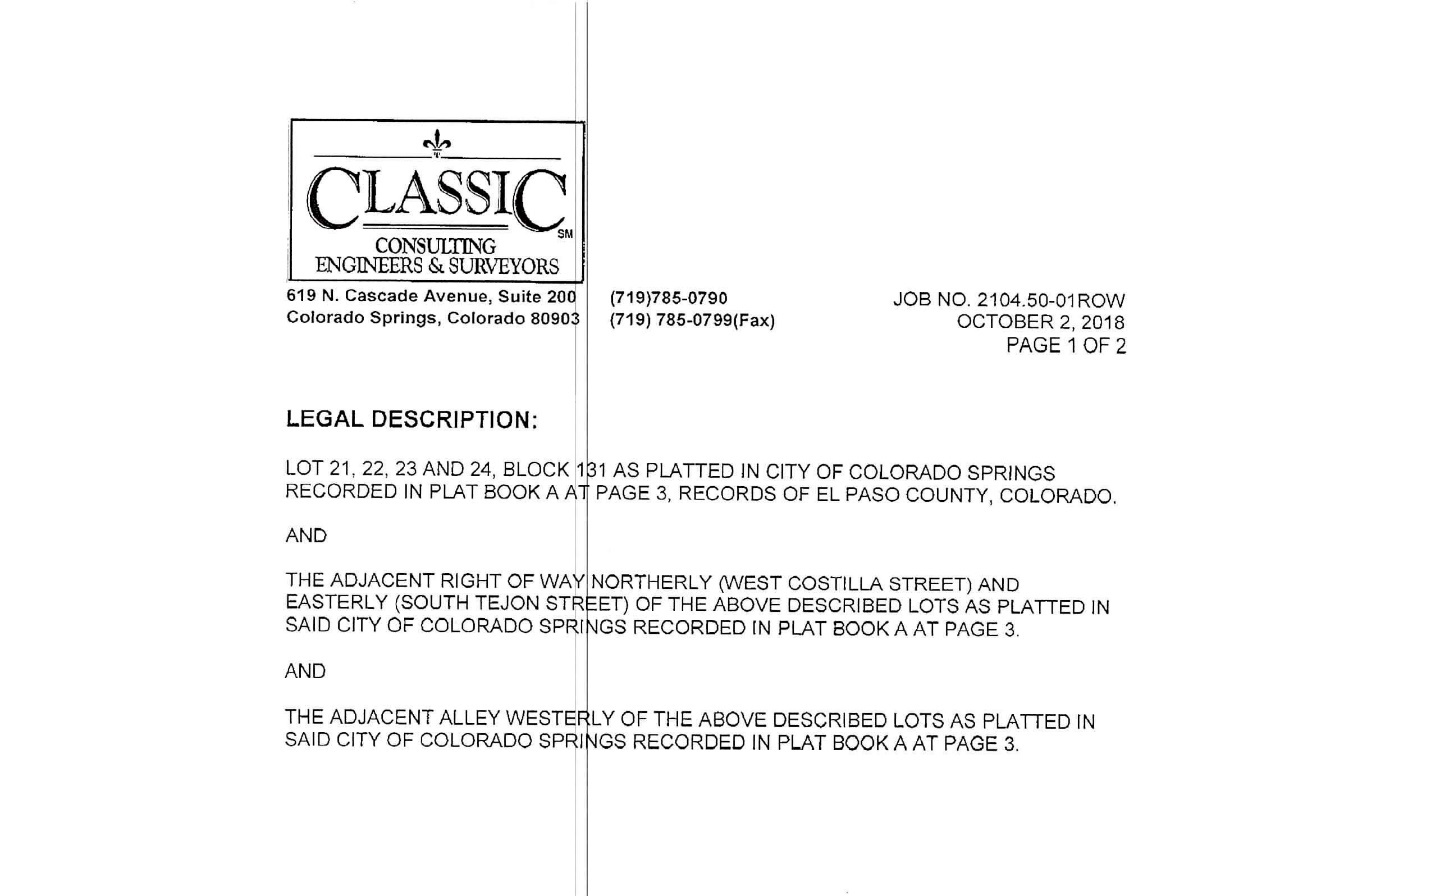 CLASSIC
SM
CONSULTING
ENGINEERS & SURVEYORS
619 N. Cascade Avenue, Suite 200 (719)785-0790
Colorado Springs, Colorado 80903 (719) 785-0799(Fax)
JOB NO. 2104.50-01ROW
OCTOBER 2, 2018
PAGE 1 OF 2
LEGAL DESCRIPTION:
LOT 21, 22, 23 AND 24, BLOCK 131 AS PLATTED IN CITY OF COLORADO SPRINGS
RECORDED IN PLAT BOOK A AT PAGE 3, RECORDS OF EL PASO COUNTY, COLORADO.
AND
THE ADJACENT RIGHT OF WAY NORTHERLY (WEST COSTILLA STREET) AND
EASTERLY (SOUTH TEJON STREET) OF THE ABOVE DESCRIBED LOTS AS PLATTED IN
SAID CITY OF COLORADO SPRINGS RECORDED IN PLAT BOOK A AT PAGE 3.
AND
THE ADJACENT ALLEY WESTERLY OF THE ABOVE DESCRIBED LOTS AS PLATTED IN
SAID CITY OF COLORADO SPRINGS RECORDED IN PLAT BOOK A AT PAGE 3.